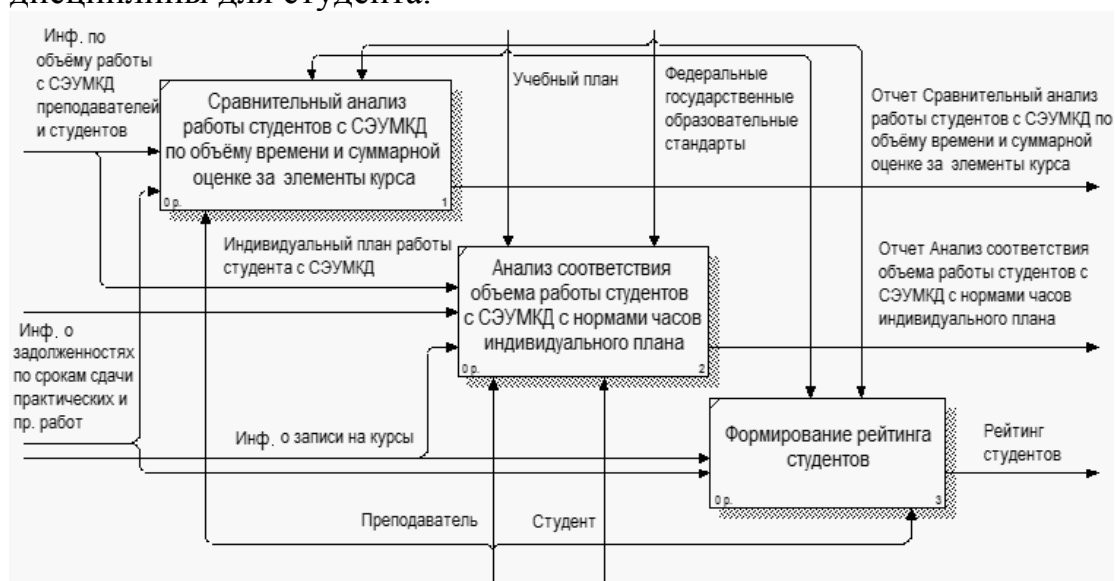 дисциплины для студента.
Инф. по
объёму работы
с СЭУМКД
преподавателей
и студентов
Сравнительный анализ
работы студентов с СЭУМКД
по объёму времени и суммарной
оценке за элементы курса
0 р.
1
Учебный план
Федеральные
государственные
образовательные
стандарты
Отчет Сравнительный анализ
работы студентов с СЭУМКД по
объёму времени и суммарной
оценке за элементы курса
Индивидуальный план работы
студента с СЭУМКД
Анализ соответствия
объема работы студентов
с СЭУМКД с нормами часов
индивидуального плана
0 р.
2
Отчет Анализ соответствия
объема работы студентов с
СЭУМКД с нормами часов
индивидуального плана
Инф. о
задолженностях
по срокам сдачи
практических и
пр. работ
Инф. о записи на курсы
Формирование рейтинга
студентов
0 р.
3
Рейтинг
студентов
Преподаватель
Студент